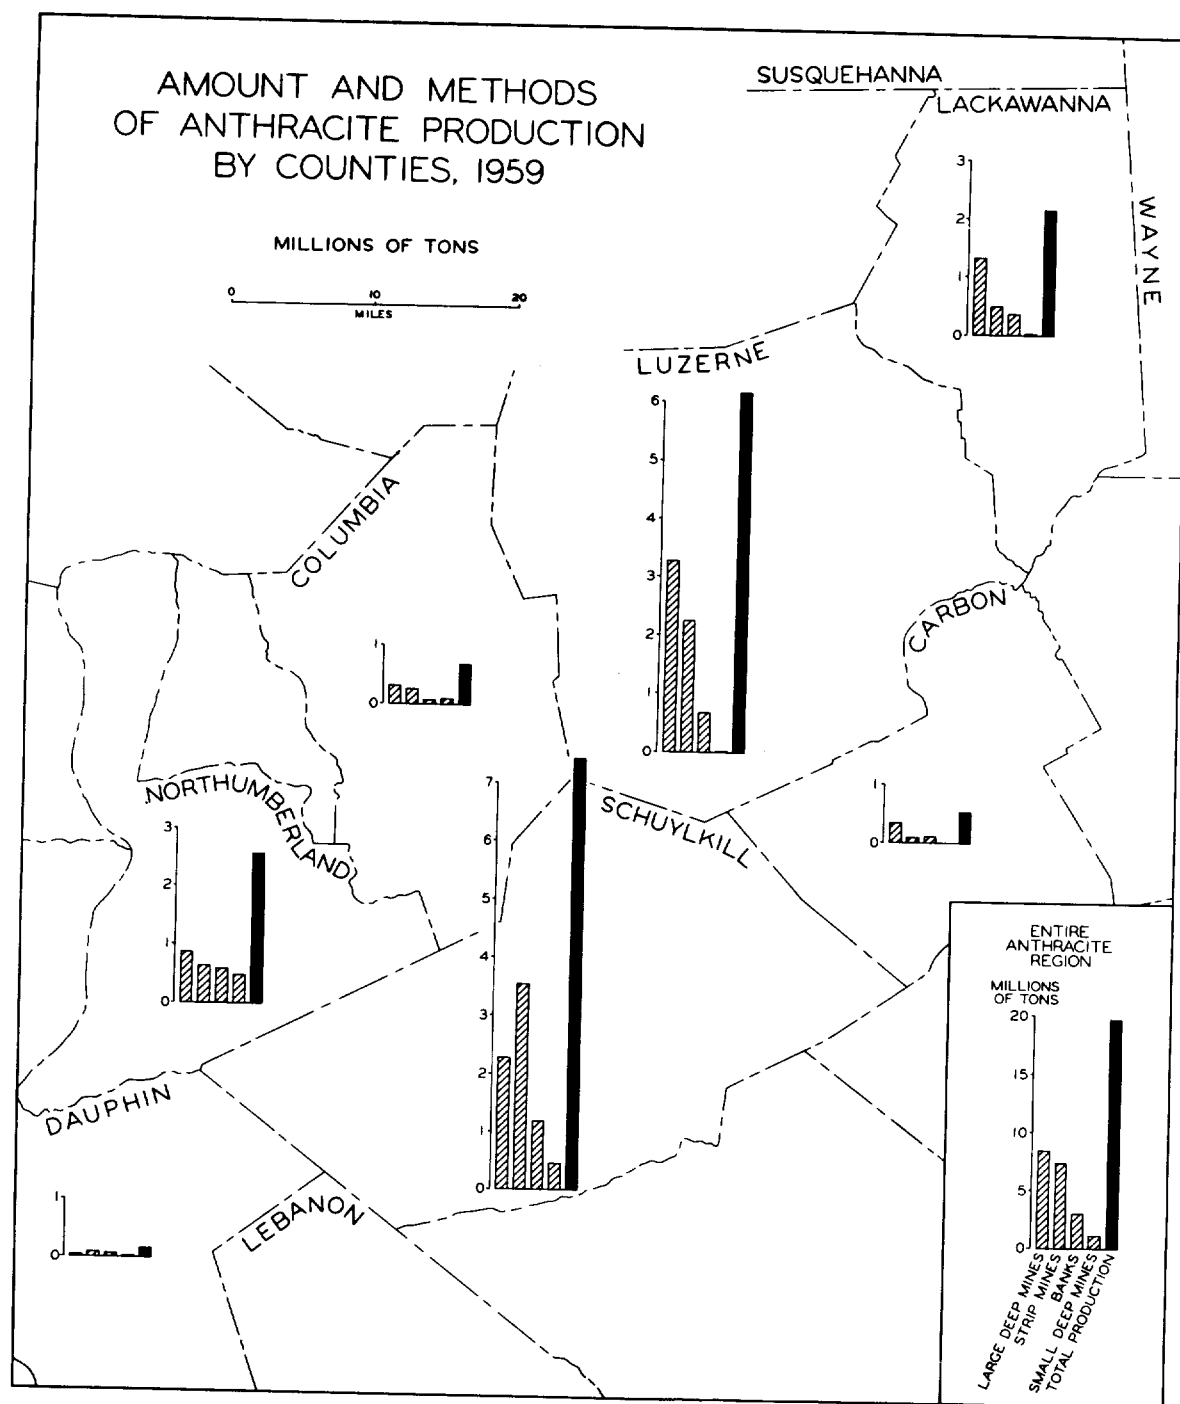 AMOUNT AND METHODS
OF ANTHRACITE PRODUCTION
BY COUNTIES, 1959
MILLIONS OF TONS
0 10 20
MILES
SUSQUEHANNA
LACKAWANNA
WAYNE
3
2
1
0
LUZERNE
6
5
4
3
2
1
0
COLUMBIA
1
0
CARBON
1
0
NORTHUMBERLAND
3
2
1
0
SCHUYLKILL
7
6
5
4
3
2
1
0
DAUPHIN
1
0
LEBANON
ENTIRE
ANTHRACITE
REGION
MILLIONS
OF TONS
20
15
10
5
0
LARGE DEEP MINES
STRIP MINES
BANKS
SMALL DEEP MINES
TOTAL PRODUCTION